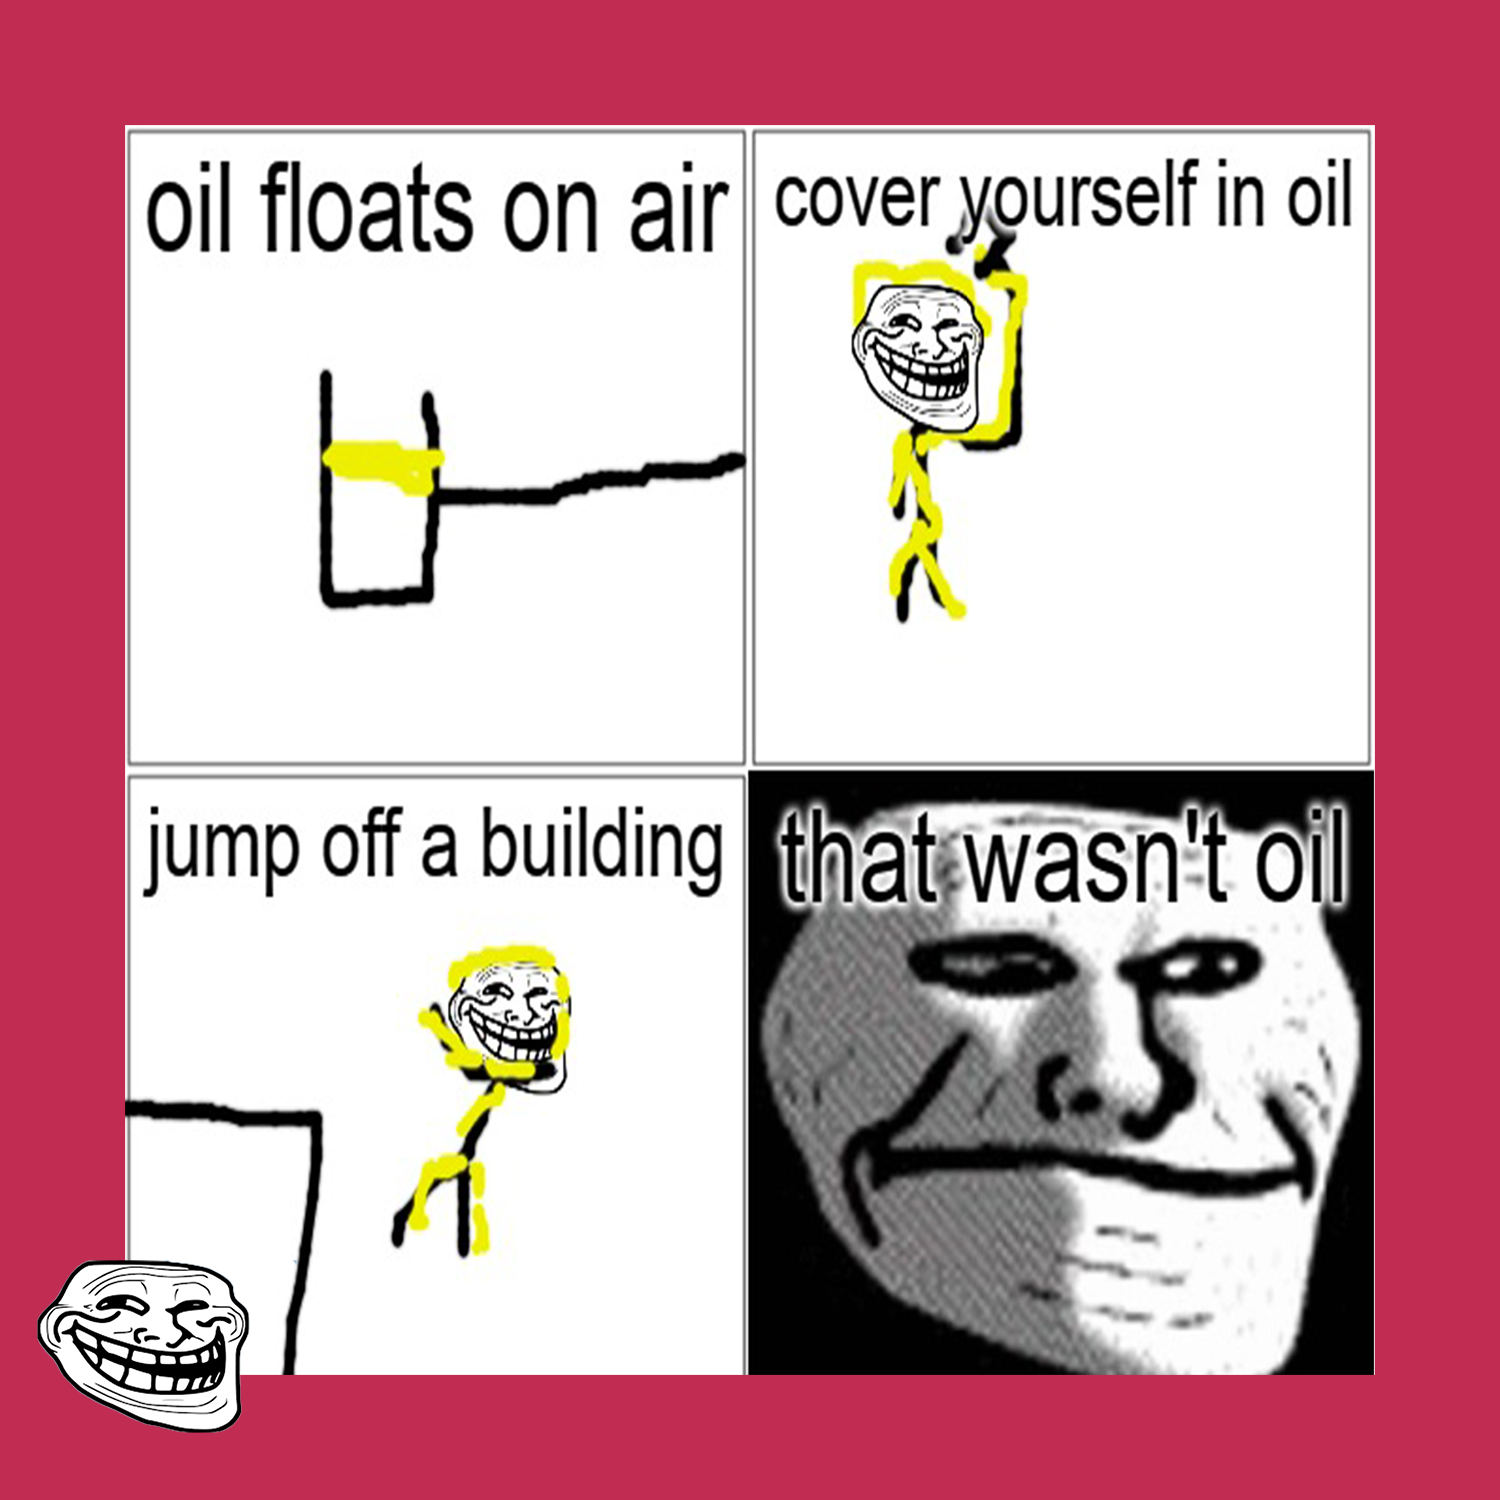 oil floats on air
cover yourself in oil
jump off a building
that wasn't oil